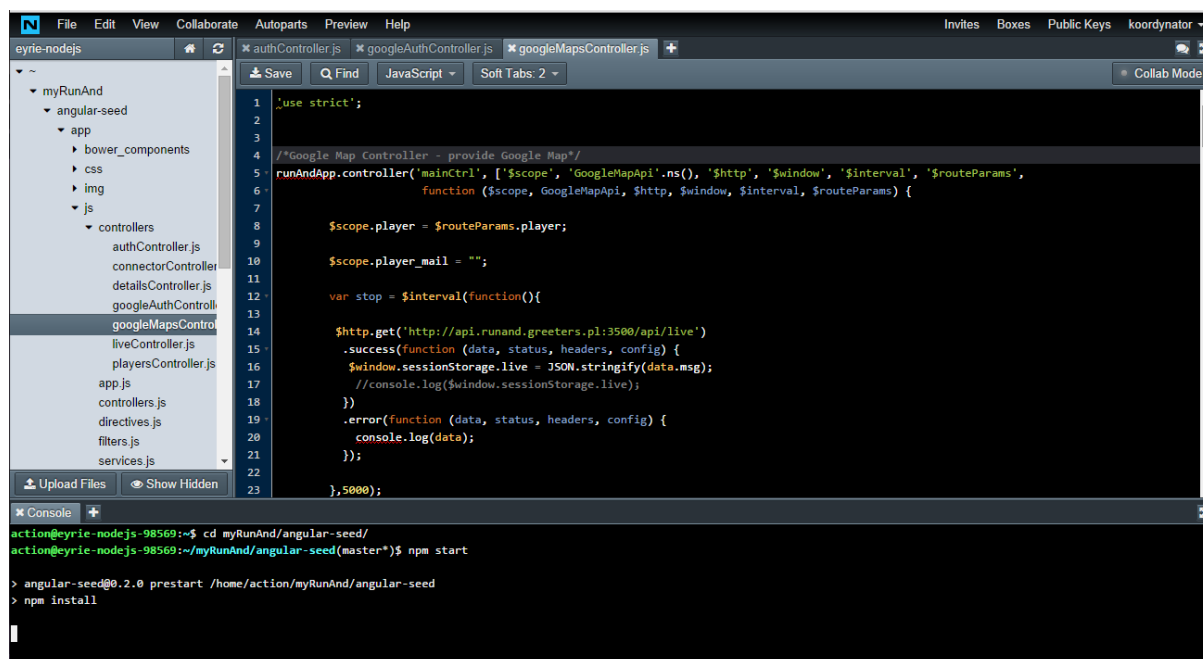 N File Edit View Collaborate Autoparts Preview Help Invites Boxes Public Keys koordynator
eyrie-nodejs
authController.js googleAuthController.js googleMapsController.js
Save Find JavaScript Soft Tabs: 2 Collab Mode
~
myRunAnd
angular-seed
app
bower_components
css
img
js
controllers
authController.js
connectorController
detailsController.js
googleAuthControll
googleMapsControl
liveController.js
playersController.js
app.js
controllers.js
directives.js
filters.js
services.js
Upload Files Show Hidden
1 'use strict';
2
3
4 /*Google Map Controller - provide Google Map*/
5 runAndApp.controller('mainCtrl', ['$scope', 'GoogleMapApi'.ns(), '$http', '$window', '$interval', '$routeParams',
6 function ($scope, GoogleMapApi, $http, $window, $interval, $routeParams) {
7
8 $scope.player = $routeParams.player;
9
10 $scope.player_mail = "";
11
12 var stop = $interval(function(){
13
14 $http.get('http://api.runand.greeters.pl:3500/api/live')
15 .success(function (data, status, headers, config) {
16 $window.sessionStorage.live = JSON.stringify(data.msg);
17 //console.log($window.sessionStorage.live);
18 })
19 .error(function (data, status, headers, config) {
20 console.log(data);
21 });
22
23 },5000);
Console
action@eyrie-nodejs-98569:~$ cd myRunAnd/angular-seed/
action@eyrie-nodejs-98569:~/myRunAnd/angular-seed(master*)$ npm start
> angular-seed@0.2.0 prestart /home/action/myRunAnd/angular-seed
> npm install